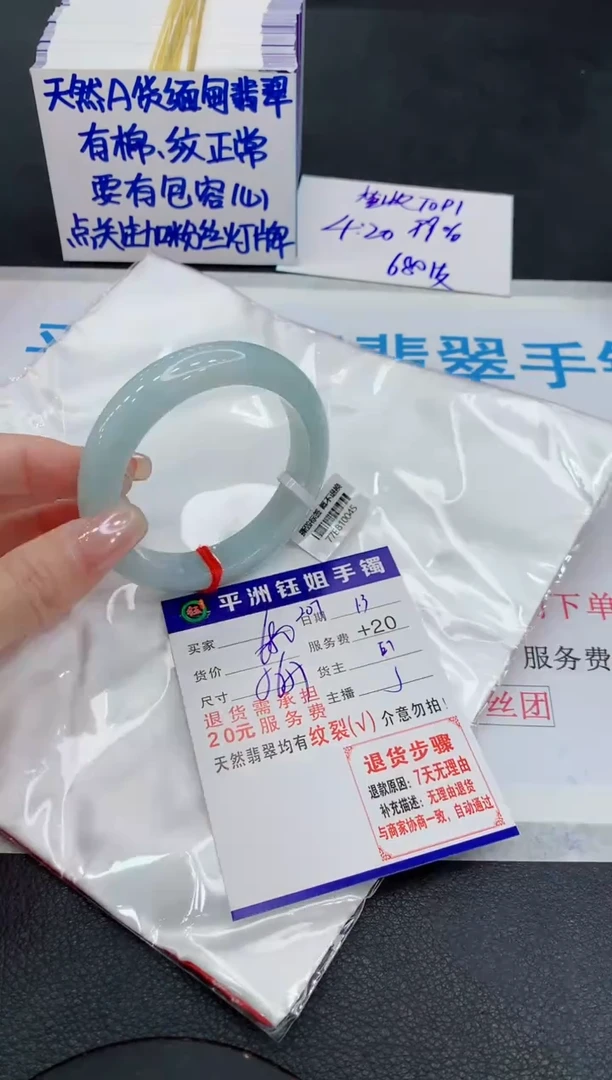 天然A货缅甸翡翠
有棉、纹正常
要有包容心
点关注加粉丝灯牌
TOP1
4:20
680
翡翠手
下单
服务费
丝团
77681004S
钰
平洲钰姐手镯
买家
日期 13
货价
服务费 +20
尺寸
货主
主播
退货需承担
20元服务费
天然翡翠均有纹裂(√)介意勿拍!
退货步骤
退款原因:7天无理由
补充描述:无理由退货
与商家协商一致,自动通过